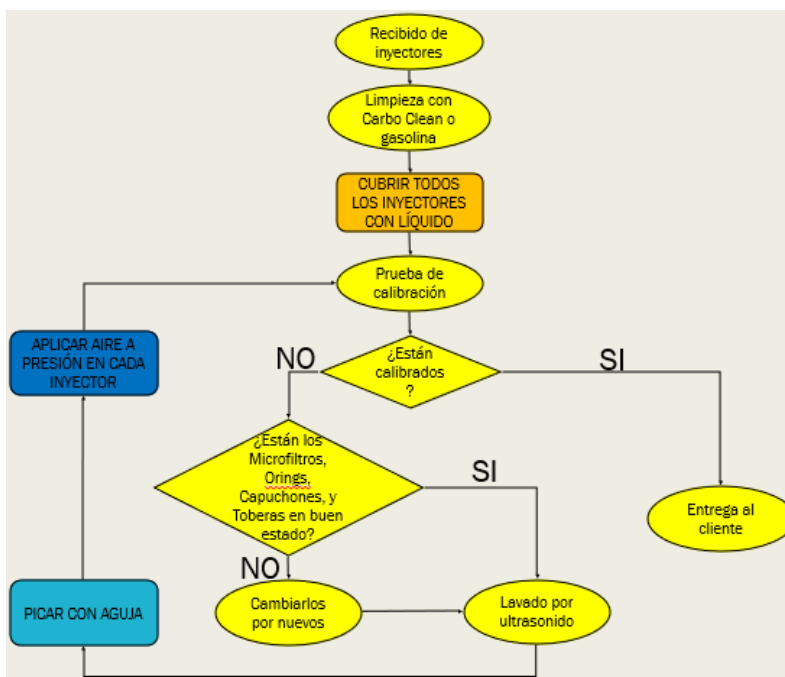 Recibido de
inyectores
Limpieza con
Carbo Clean o
gasolina
CUBRIR TODOS
LOS INYECTORES
CON LÍQUIDO
Prueba de
calibración
APLICAR AIRE A
PRESIÓN EN CADA
INYECTOR
NO
¿Están
calibrados
?
SI
¿Están los
Microfiltros,
Orings,
Capuchones, y
Toberas en buen
estado?
SI
Entrega al
cliente
NO
PICAR CON AGUJA
Cambiarlos
por nuevos
Lavado por
ultrasonido